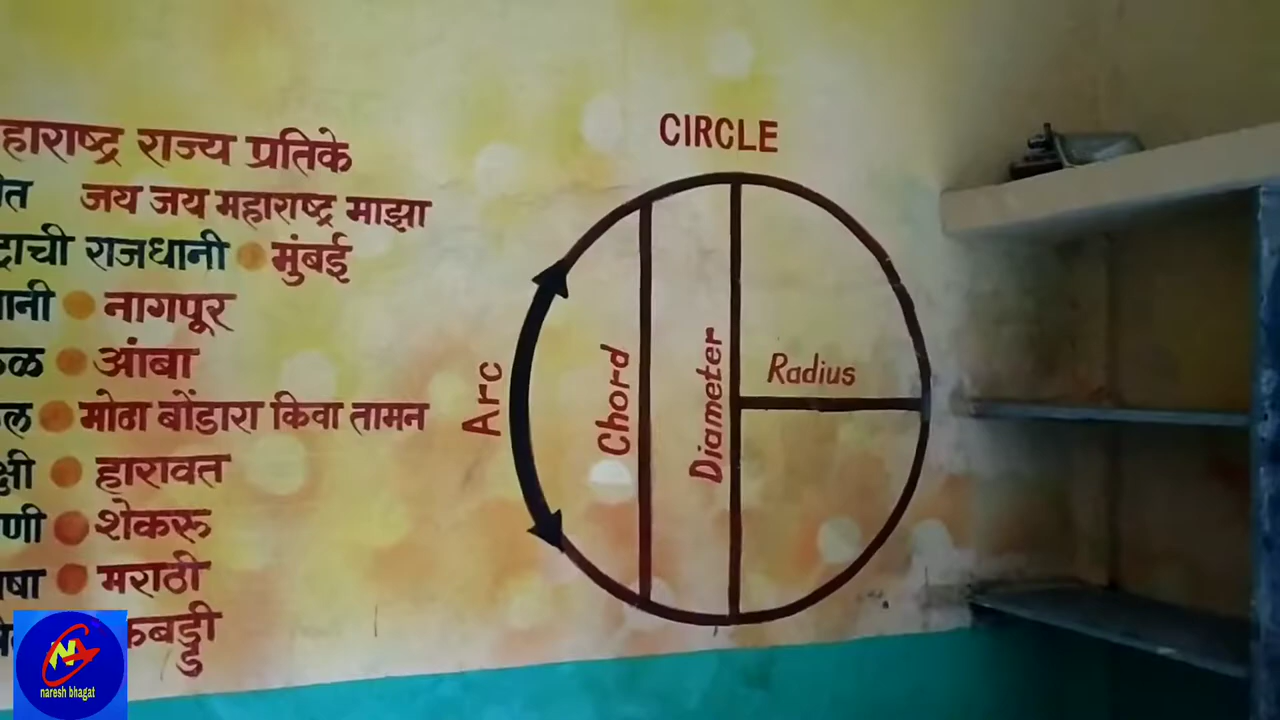 महाराष्ट्र राज्य प्रतिके
जय जय महाराष्ट्र माझा
राजधानी मुंबई
नागपूर
आंबा
मोठा बोंडारा किंवा तामन
हारावत
शेकरू
मराठी
कबड्डी
CIRCLE
Arc
Chord
Diameter
Radius
naresh bhagat